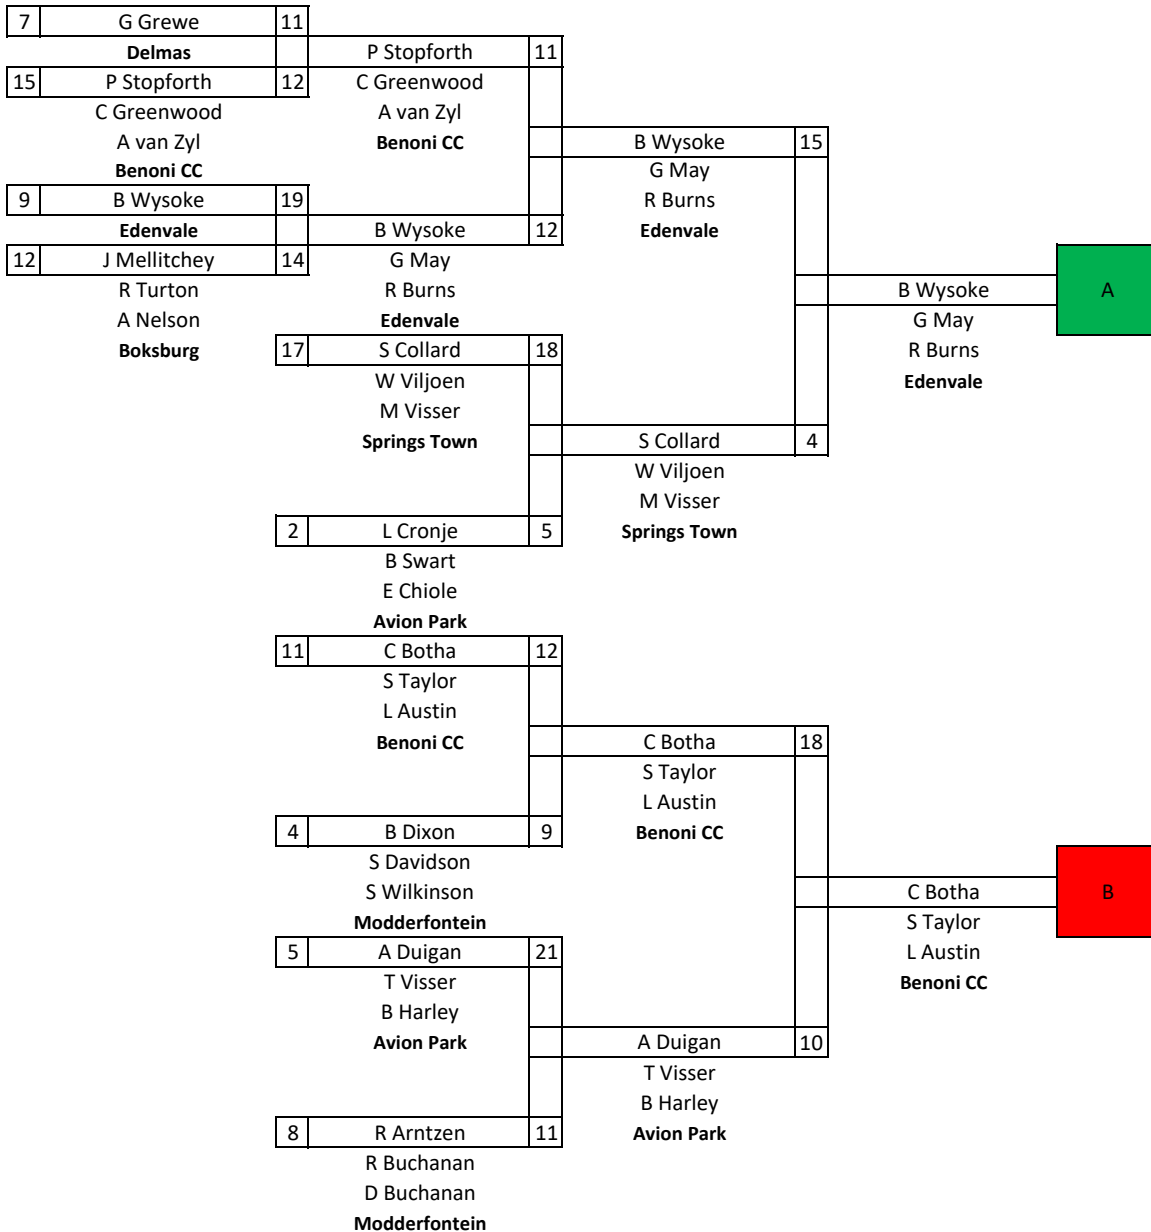 7 G Grewe 11
Delmas
P Stopforth 11
15 P Stopforth 12
C Greenwood
C Greenwood
A van Zyl
A van Zyl
Benoni CC
B Wysoke 15
Benoni CC
G May
9 B Wysoke 19
R Burns
Edenvale
B Wysoke 12
Edenvale
12 J Mellitchey 14
G May
R Turton
R Burns
B Wysoke A
A Nelson
Edenvale
G May
Boksburg
17 S Collard 18
R Burns
W Viljoen
Edenvale
M Visser
Springs Town
S Collard 4
W Viljoen
M Visser
2 L Cronje 5
Springs Town
B Swart
E Chiole
Avion Park
11 C Botha 12
S Taylor
L Austin
Benoni CC
C Botha 18
S Taylor
L Austin
4 B Dixon 9
Benoni CC
S Davidson
S Wilkinson
C Botha B
Modderfontein
S Taylor
5 A Duigan 21
L Austin
T Visser
Benoni CC
B Harley
Avion Park
A Duigan 10
T Visser
B Harley
8 R Arntzen 11
Avion Park
R Buchanan
D Buchanan
Modderfontein